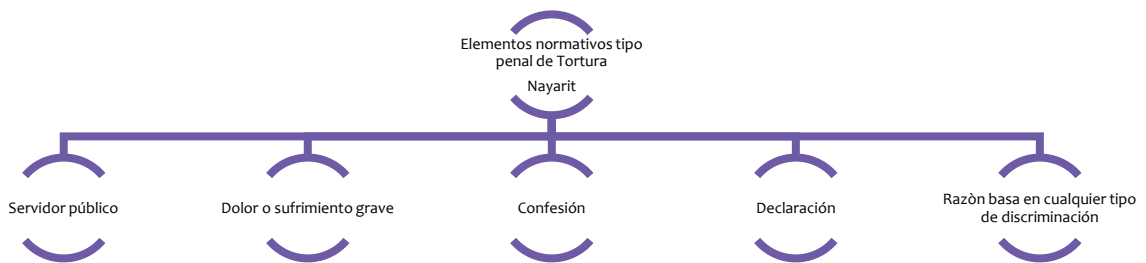 Elementos normativos tipo
penal de Tortura
Nayarit
Servidor público
Dolor o sufrimiento grave
Confesión
Declaración
Razòn basa en cualquier tipo
de discriminación